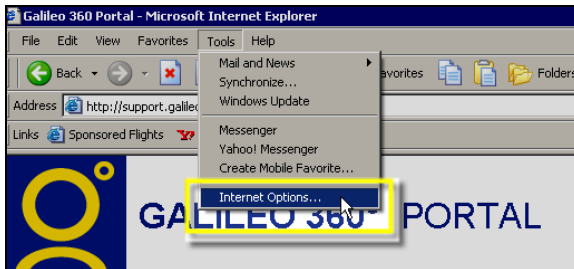 Galileo 360 Portal - Microsoft Internet Explorer
File Edit View Favorites Tools Help
Back
Mail and News
avorites
Folders
Synchronize...
Address http://support.galileo
Windows Update
Links Sponsored Flights
Messenger
Yahoo! Messenger
Create Mobile Favorite...
Internet Options...
GALILEO 360° PORTAL